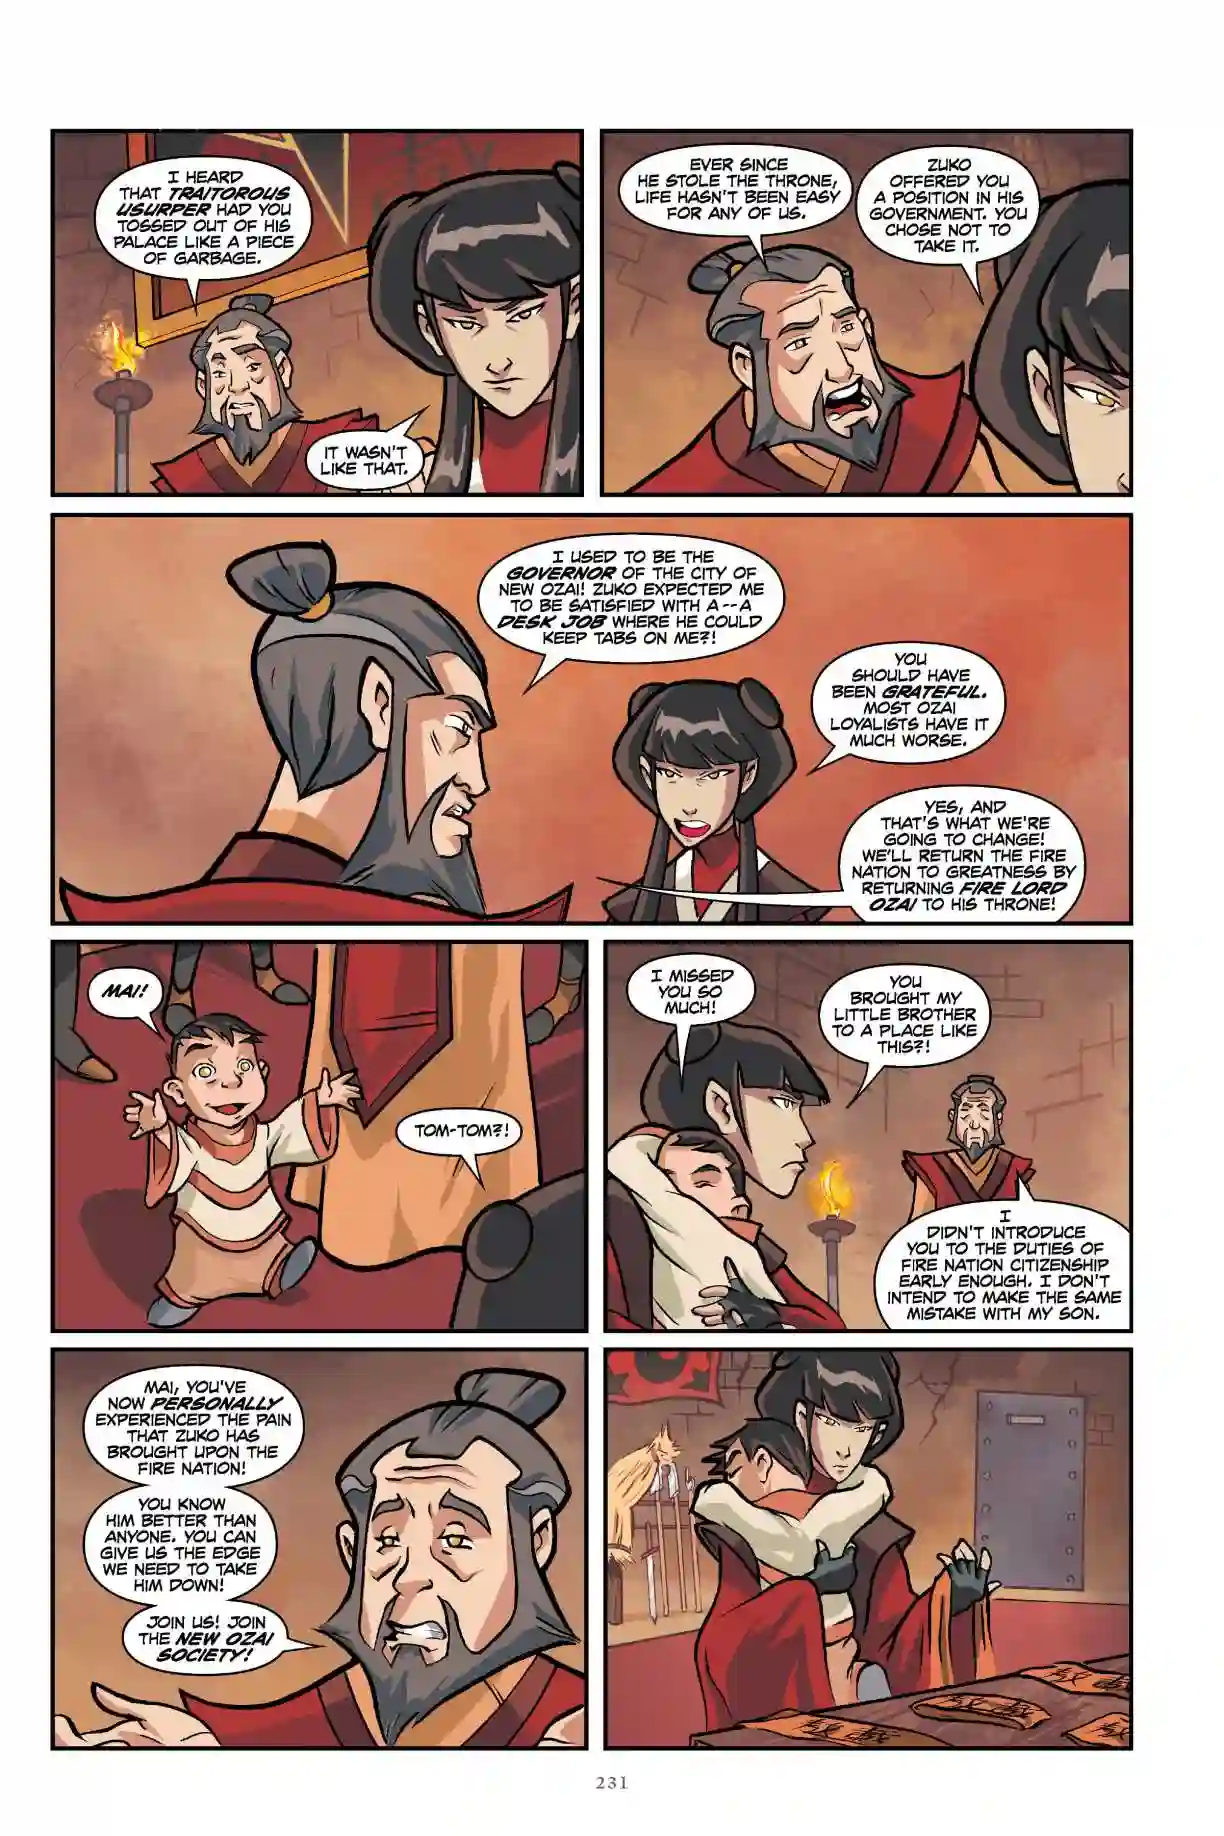 I HEARD
THAT TRAITOROUS
USURPER HAD YOU
TOSSED OUT OF HIS
PALACE LIKE A PIECE
OF GARBAGE.
IT WASN'T
LIKE THAT.
EVER SINCE
HE STOLE THE THRONE,
LIFE HASN'T BEEN EASY
FOR ANY OF US.
ZUKO
OFFERED YOU
A POSITION IN HIS
GOVERNMENT. YOU
CHOSE NOT TO
TAKE IT.
I USED TO BE THE
GOVERNOR OF THE CITY OF
NEW OZAI! ZUKO EXPECTED ME
TO BE SATISFIED WITH A--A
DESK JOB WHERE HE COULD
KEEP TABS ON ME?!
YOU
SHOULD HAVE
BEEN GRATEFUL.
MOST OZAI
LOYALISTS HAVE IT
MUCH WORSE.
YES, AND
THAT'S WHAT WE'RE
GOING TO CHANGE!
WE'LL RETURN THE FIRE
NATION TO GREATNESS BY
RETURNING FIRE LORD
OZAI TO HIS THRONE!
MAI!
TOM-TOM?!
I MISSED
YOU SO
MUCH!
YOU
BROUGHT MY
LITTLE BROTHER
TO A PLACE LIKE
THIS?!
I
DIDN'T INTRODUCE
YOU TO THE DUTIES OF
FIRE NATION CITIZENSHIP
EARLY ENOUGH. I DON'T
INTEND TO MAKE THE SAME
MISTAKE WITH MY SON.
MAI, YOU'VE
NOW PERSONALLY
EXPERIENCED THE PAIN
THAT ZUKO HAS
BROUGHT UPON THE
FIRE NATION!
YOU KNOW
HIM BETTER THAN
ANYONE. YOU CAN
GIVE US THE EDGE
WE NEED TO TAKE
HIM DOWN!
JOIN US! JOIN
THE NEW OZAI
SOCIETY!
231